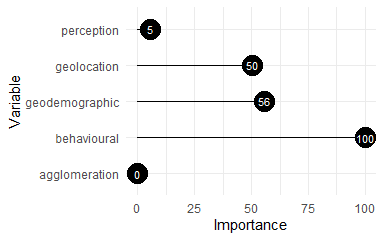 perception 5
geolocation 50
geodemographic 56
behavioural 100
agglomeration 0
Variable
0 25 50 75 100
Importance